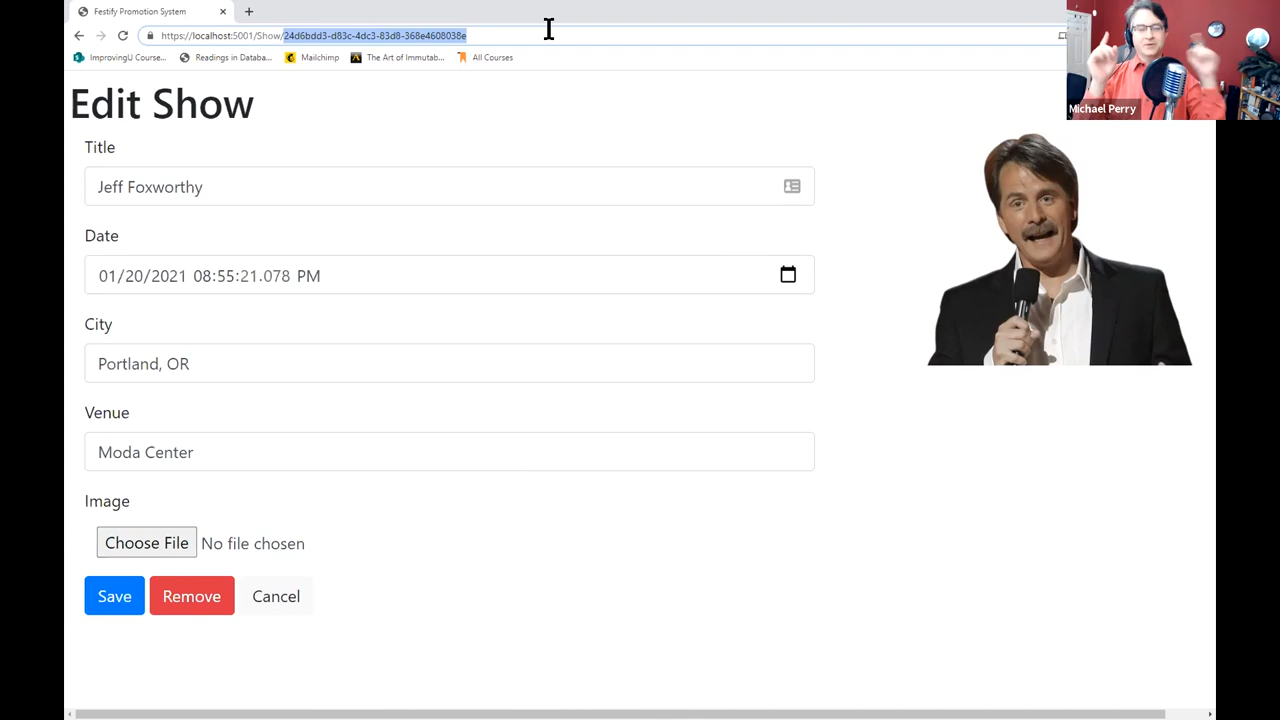 Festify Promotion System
https://localhost:5001/Show/24d6bdd3-d83c-4dc3-83d8-368e4608038e
ImprovingU Course...
Readings in Databa...
Mailchimp
The Art of Immutab...
All Courses
Michael Perry
Edit Show
Title
Jeff Foxworthy
Date
01/20/2021 08:55:21.078 PM
City
Portland, OR
Venue
Moda Center
Image
Choose File No file chosen
Save Remove Cancel